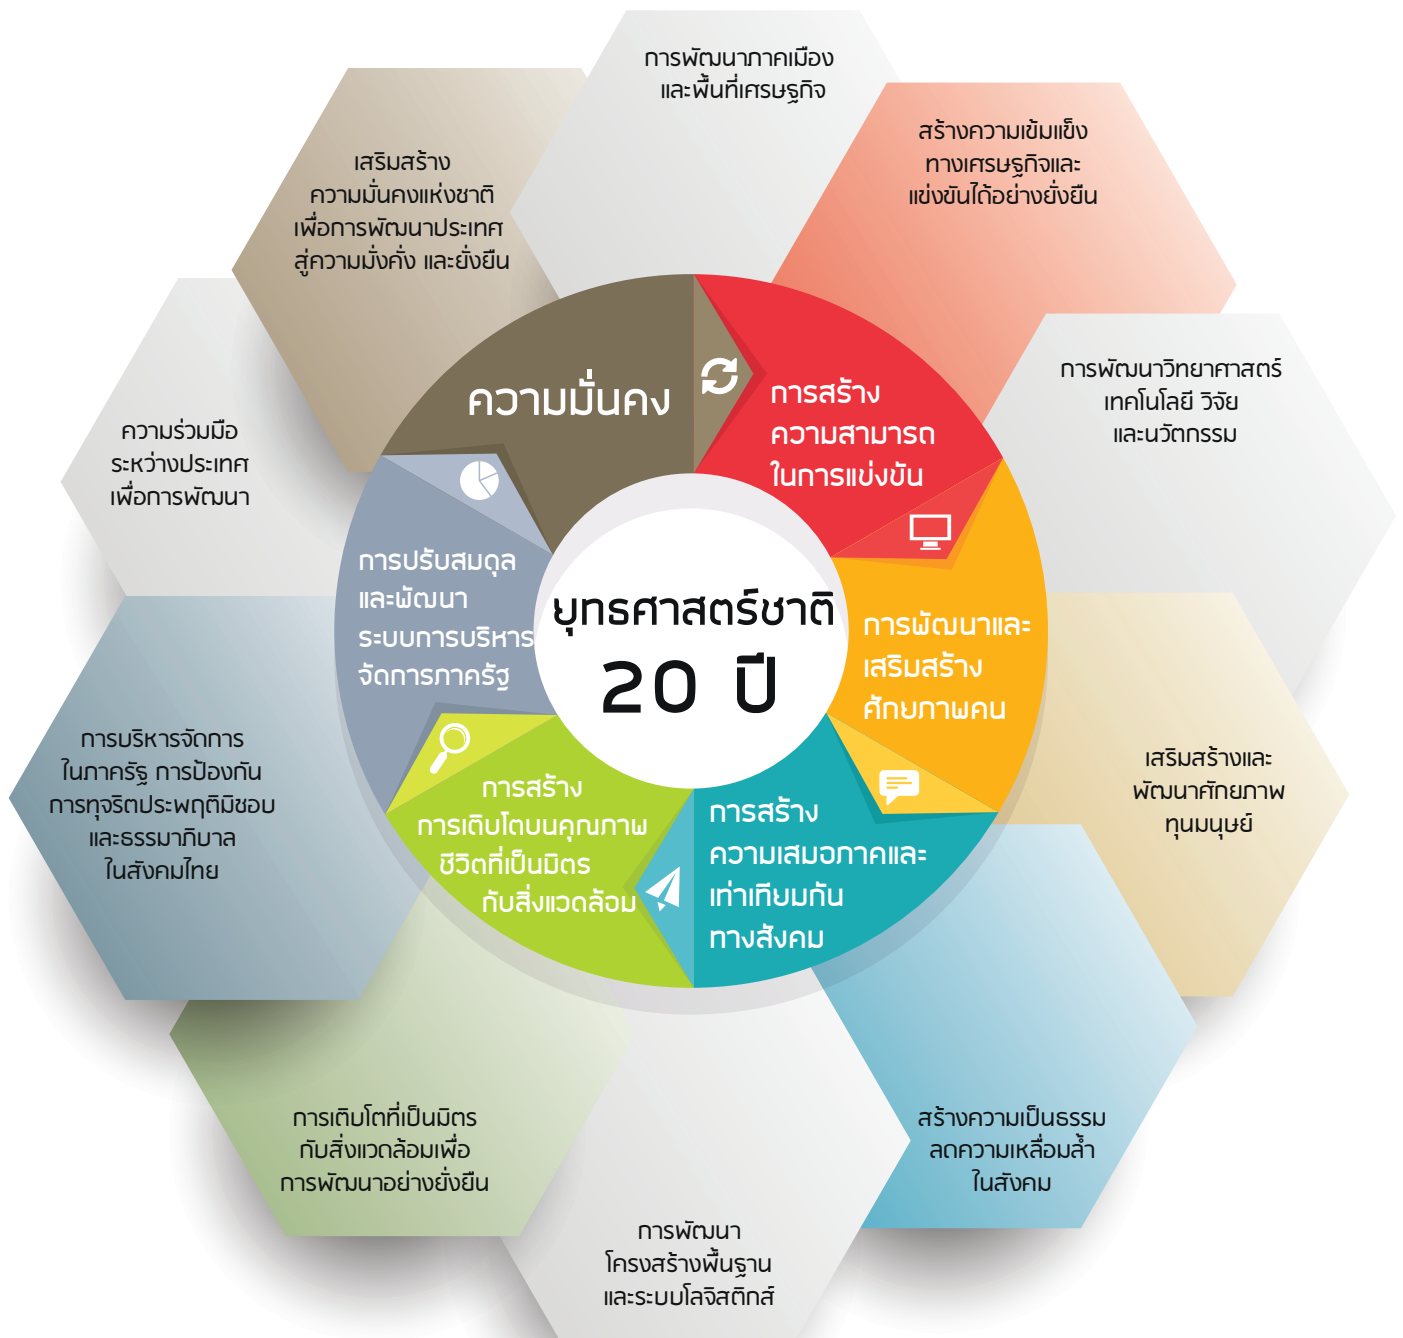 การพัฒนาภาคเมือง
และพื้นที่เศรษฐกิจ
สร้างความเข้มแข็ง
ทางเศรษฐกิจและ
แข่งขันได้อย่างยั่งยืน
การพัฒนาวิทยาศาสตร์
เทคโนโลยี วิจัย
และนวัตกรรม
เสริมสร้างและ
พัฒนาศักยภาพ
ทุนมนุษย์
สร้างความเป็นธรรม
ลดความเหลื่อมล้ำ
ในสังคม
การพัฒนา
โครงสร้างพื้นฐาน
และระบบโลจิสติกส์
การเติบโตที่เป็นมิตร
กับสิ่งแวดล้อมเพื่อ
การพัฒนาอย่างยั่งยืน
การบริหารจัดการ
ในภาครัฐ การป้องกัน
การทุจริตประพฤติมิชอบ
และธรรมาภิบาล
ในสังคมไทย
ความร่วมมือ
ระหว่างประเทศ
เพื่อการพัฒนา
เสริมสร้าง
ความมั่นคงแห่งชาติ
เพื่อการพัฒนาประเทศ
สู่ความมั่งคั่ง และยั่งยืน
ความมั่นคง
การสร้าง
ความสามารถ
ในการแข่งขัน
การพัฒนาและ
เสริมสร้าง
ศักยภาพคน
การสร้าง
ความเสมอภาคและ
เท่าเทียมกัน
ทางสังคม
การสร้าง
การเติบโตบนคุณภาพ
ชีวิตที่เป็นมิตร
กับสิ่งแวดล้อม
การปรับสมดุล
และพัฒนา
ระบบการบริหาร
จัดการภาครัฐ
ยุทธศาสตร์ชาติ
20 ปี